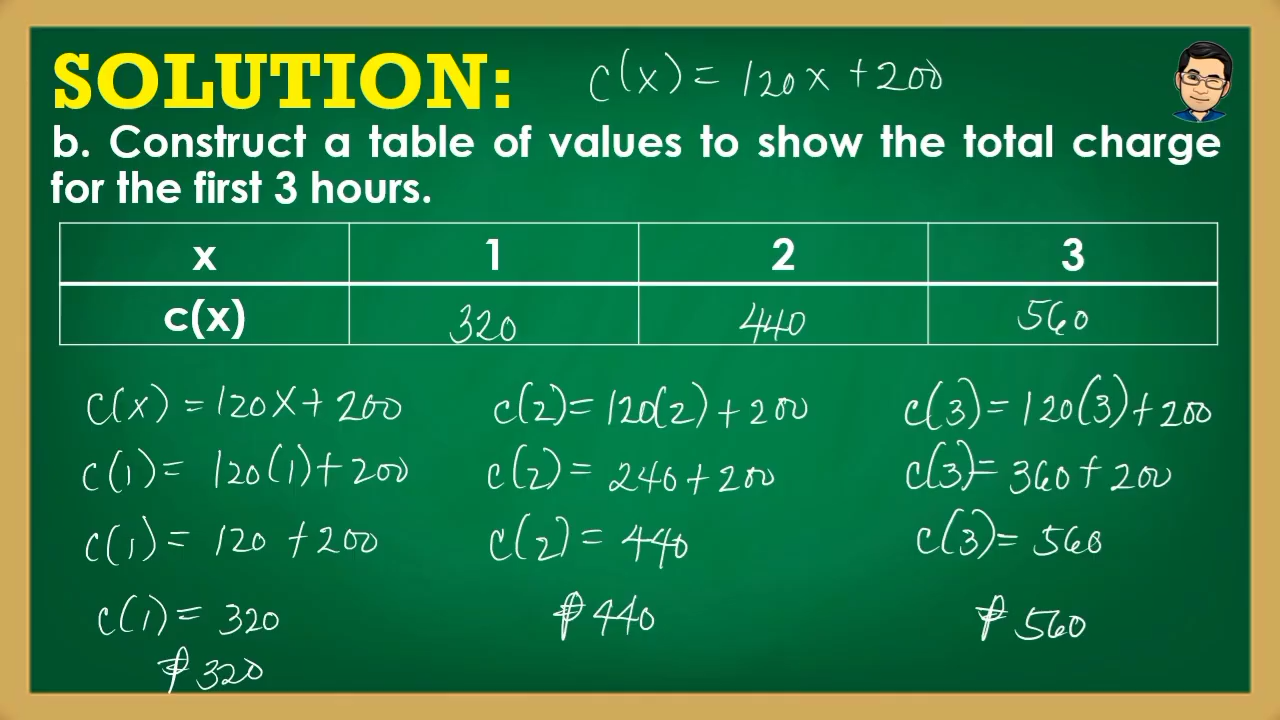 SOLUTION:
c(x) = 120x + 200
b. Construct a table of values to show the total charge
for the first 3 hours.
x 1 2 3
c(x) 320 440 560
c(x) = 120x + 200
c(1) = 120(1) + 200
c(1) = 120 + 200
c(1) = 320
₱320
c(2) = 120(2) + 200
c(2) = 240 + 200
c(2) = 440
₱440
c(3) = 120(3) + 200
c(3) = 360 + 200
c(3) = 560
₱560